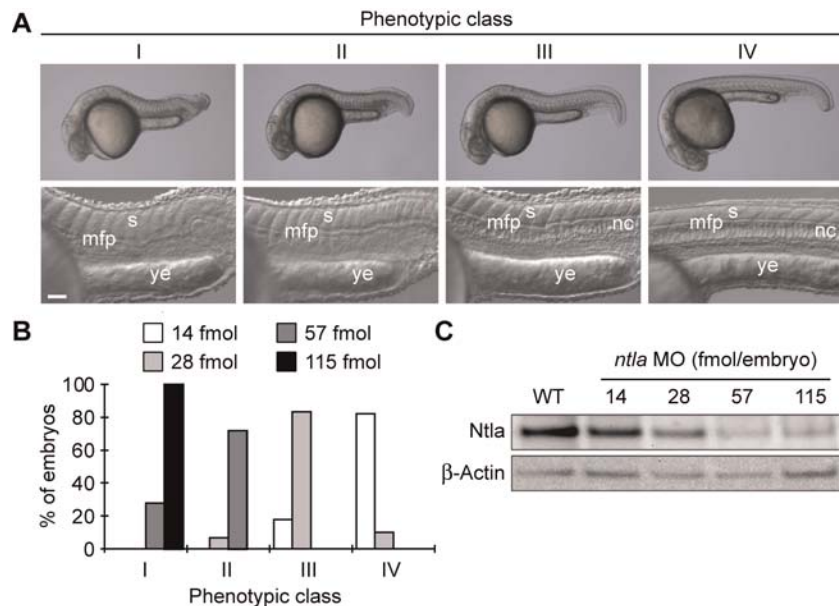 A
Phenotypic class
I II III IV
s mfp ye
s mfp ye
s mfp nc ye
s mfp nc ye
B
14 fmol 57 fmol
28 fmol 115 fmol
% of embryos
100
80
60
40
20
0
I II III IV
Phenotypic class
C
ntla MO (fmol/embryo)
WT 14 28 57 115
Ntla
β-Actin